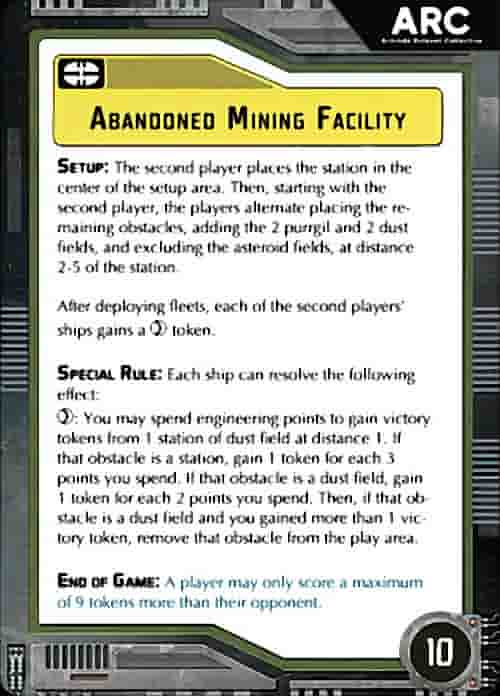 ARC
ABANDONED MINING FACILITY
SETUP: The second player places the station in the
center of the setup area. Then, starting with the
second player, the players alternate placing the re-
maining obstacles, adding the 2 purrgil and 2 dust
fields, and excluding the asteroid fields, at distance
2-5 of the station.
After deploying fleets, each of the second players'
ships gains a token.
SPECIAL RULE: Each ship can resolve the following
effect:
: You may spend engineering points to gain victory
tokens from 1 station of dust field at distance 1. If
that obstacle is a station, gain 1 token for each 3
points you spend. If that obstacle is a dust field, gain
1 token for each 2 points you spend. Then, if that ob-
stacle is a dust field and you gained more than 1 vic-
tory token, remove that obstacle from the play area.
END OF GAME: A player may only score a maximum
of 9 tokens more than their opponent.
10